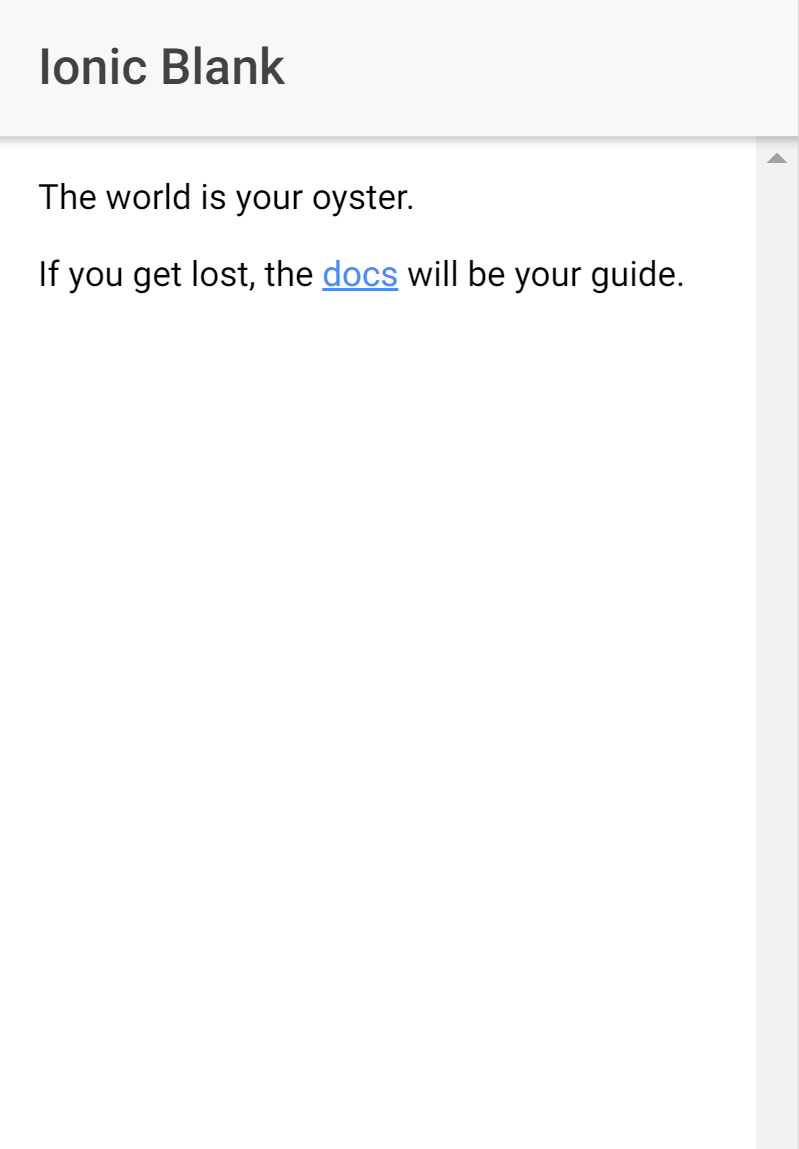 Ionic Blank
The world is your oyster.
If you get lost, the docs will be your guide.